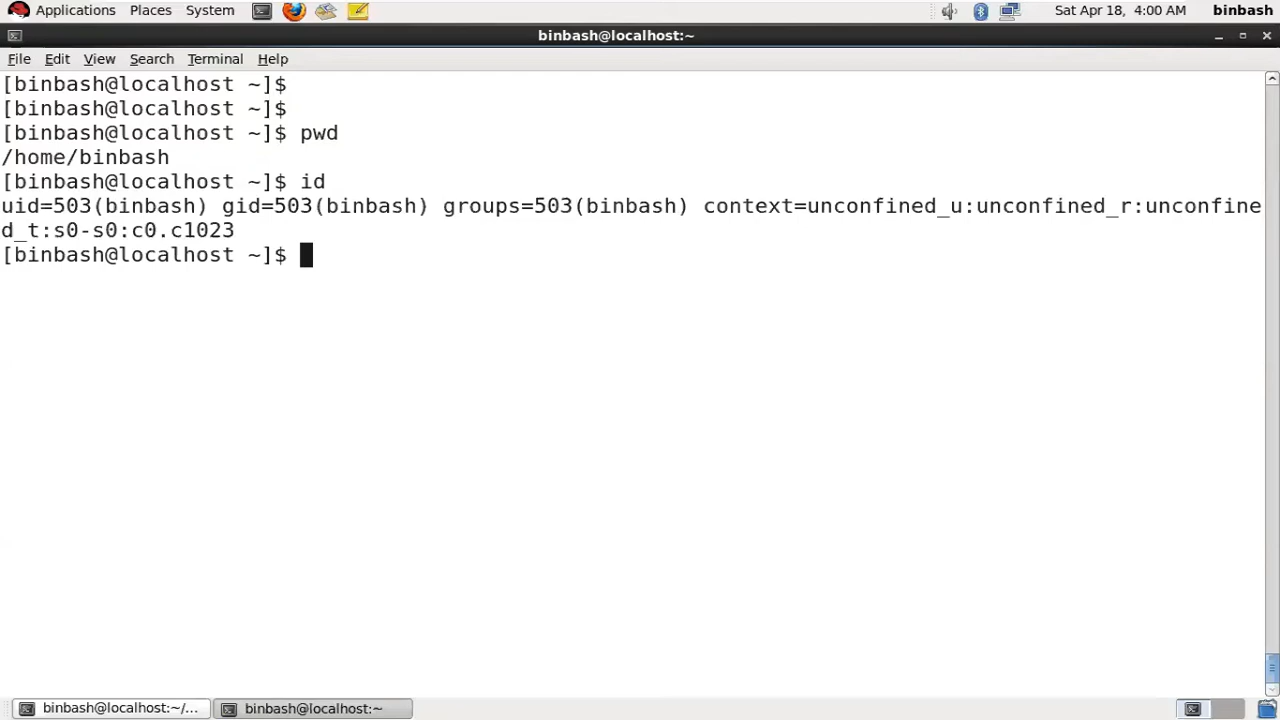 Applications Places System Sat Apr 18, 4:00 AM binbash
binbash@localhost:~
File Edit View Search Terminal Help
[binbash@localhost ~]$
[binbash@localhost ~]$
[binbash@localhost ~]$ pwd
/home/binbash
[binbash@localhost ~]$ id
uid=503(binbash) gid=503(binbash) groups=503(binbash) context=unconfined_u:unconfined_r:unconfine
d_t:s0-s0:c0.c1023
[binbash@localhost ~]$
binbash@localhost:~/... binbash@localhost:~